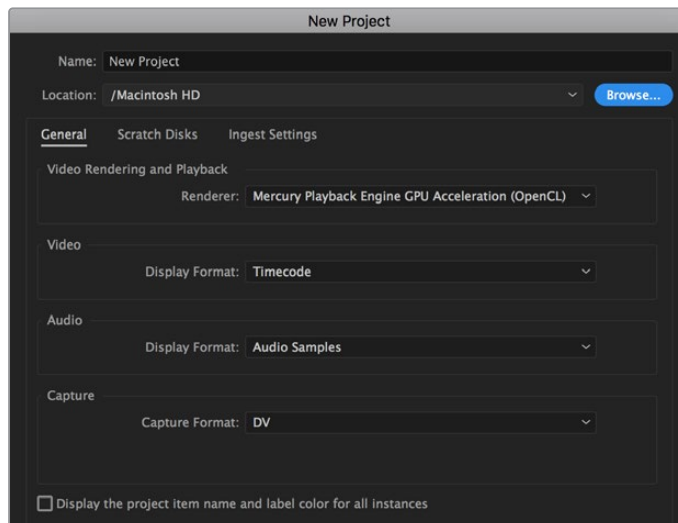 New Project
Name: New Project
Location: /Macintosh HD Browse...
General Scratch Disks Ingest Settings
Video Rendering and Playback
Renderer: Mercury Playback Engine GPU Acceleration (OpenCL)
Video
Display Format: Timecode
Audio
Display Format: Audio Samples
Capture
Capture Format: DV
Display the project item name and label color for all instances